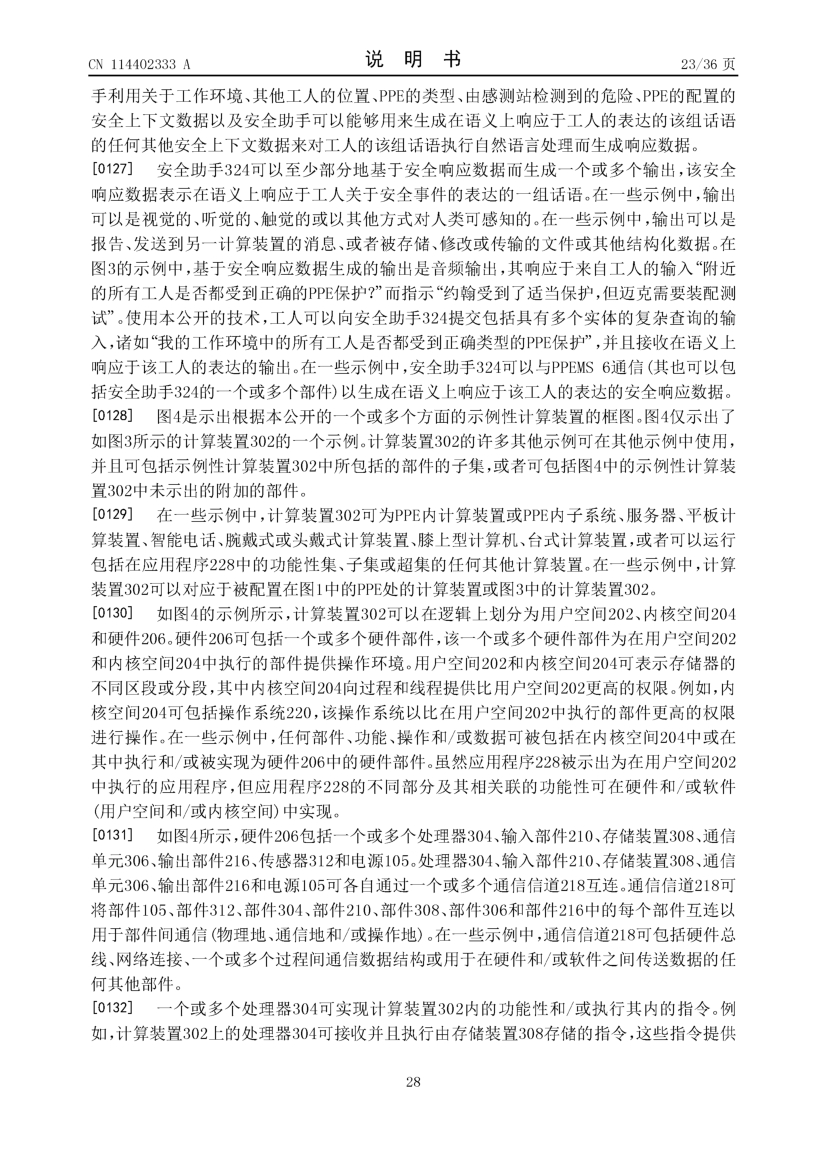 CN 114402333 A
说 明 书
23/36 页
手利用关于工作环境、其他工人的位置、PPE的类型、由感测站检测到的危险、PPE的配置的
安全上下文数据以及安全助手可以能够用来生成在语义上响应于工人的表达的该组话语
的任何其他安全上下文数据来对工人的该组话语执行自然语言处理而生成响应数据。
[0127] 安全助手324可以至少部分地基于安全响应数据而生成一个或多个输出，该安全
响应数据表示在语义上响应于工人关于安全事件的表达的一组话语。在一些示例中，输出
可以是视觉的、听觉的、触觉的或以其他方式对人类可感知的。在一些示例中，输出可以是
报告、发送到另一计算装置的消息、或者被存储、修改或传输的文件或其他结构化数据。在
图3的示例中，基于安全响应数据生成的输出是音频输出，其响应于来自工人的输入“附近
的所有工人是否都受到正确的PPE保护?”而指示“约翰受到了适当保护，但迈克需要装配测
试”。使用本公开的技术，工人可以向安全助手324提交包括具有多个实体的复杂查询的输
入，诸如“我的工作环境中的所有工人是否都受到正确类型的PPE保护”，并且接收在语义上
响应于该工人的表达的输出。在一些示例中，安全助手324可以与PPEMS 6通信(其也可以包
括安全助手324的一个或多个部件)以生成在语义上响应于该工人的表达的安全响应数据。
[0128] 图4是示出根据本公开的一个或多个方面的示例性计算装置的框图。图4仅示出了
如图3所示的计算装置302的一个示例。计算装置302的许多其他示例可在其他示例中使用，
并且可包括示例性计算装置302中所包括的部件的子集，或者可包括图4中的示例性计算装
置302中未示出的附加的部件。
[0129] 在一些示例中，计算装置302可为PPE内计算装置或PPE内子系统、服务器、平板计
算装置、智能电话、腕戴式或头戴式计算装置、膝上型计算机、台式计算装置，或者可以运行
包括在应用程序228中的功能性集、子集或超集的任何其他计算装置。在一些示例中，计算
装置302可以对应于被配置在图1中的PPE处的计算装置或图3中的计算装置302。
[0130] 如图4的示例所示，计算装置302可以在逻辑上划分为用户空间202、内核空间204
和硬件206。硬件206可包括一个或多个硬件部件，该一个或多个硬件部件为在用户空间202
和内核空间204中执行的部件提供操作环境。用户空间202和内核空间204可表示存储器的
不同区段或分段，其中内核空间204向过程和线程提供比用户空间202更高的权限。例如，内
核空间204可包括操作系统220，该操作系统以比在用户空间202中执行的部件更高的权限
进行操作。在一些示例中，任何部件、功能、操作和/或数据可被包括在内核空间204中或在
其中执行和/或被实现为硬件206中的硬件部件。虽然应用程序228被示出为在用户空间202
中执行的应用程序，但应用程序228的不同部分及其相关联的功能性可在硬件和/或软件
(用户空间和/或内核空间)中实现。
[0131] 如图4所示，硬件206包括一个或多个处理器304、输入部件210、存储装置308、通信
单元306、输出部件216、传感器312和电源105。处理器304、输入部件210、存储装置308、通信
单元306、输出部件216和电源105可各自通过一个或多个通信信道218互连。通信信道218可
将部件105、部件312、部件304、部件210、部件308、部件306和部件216中的每个部件互连以
用于部件间通信(物理地、通信地和/或操作地)。在一些示例中，通信信道218可包括硬件总
线、网络连接、一个或多个过程间通信数据结构或用于在硬件和/或软件之间传送数据的任
何其他部件。
[0132] 一个或多个处理器304可实现计算装置302内的功能性和/或执行其内的指令。例
如，计算装置302上的处理器304可接收并且执行由存储装置308存储的指令，这些指令提供
28